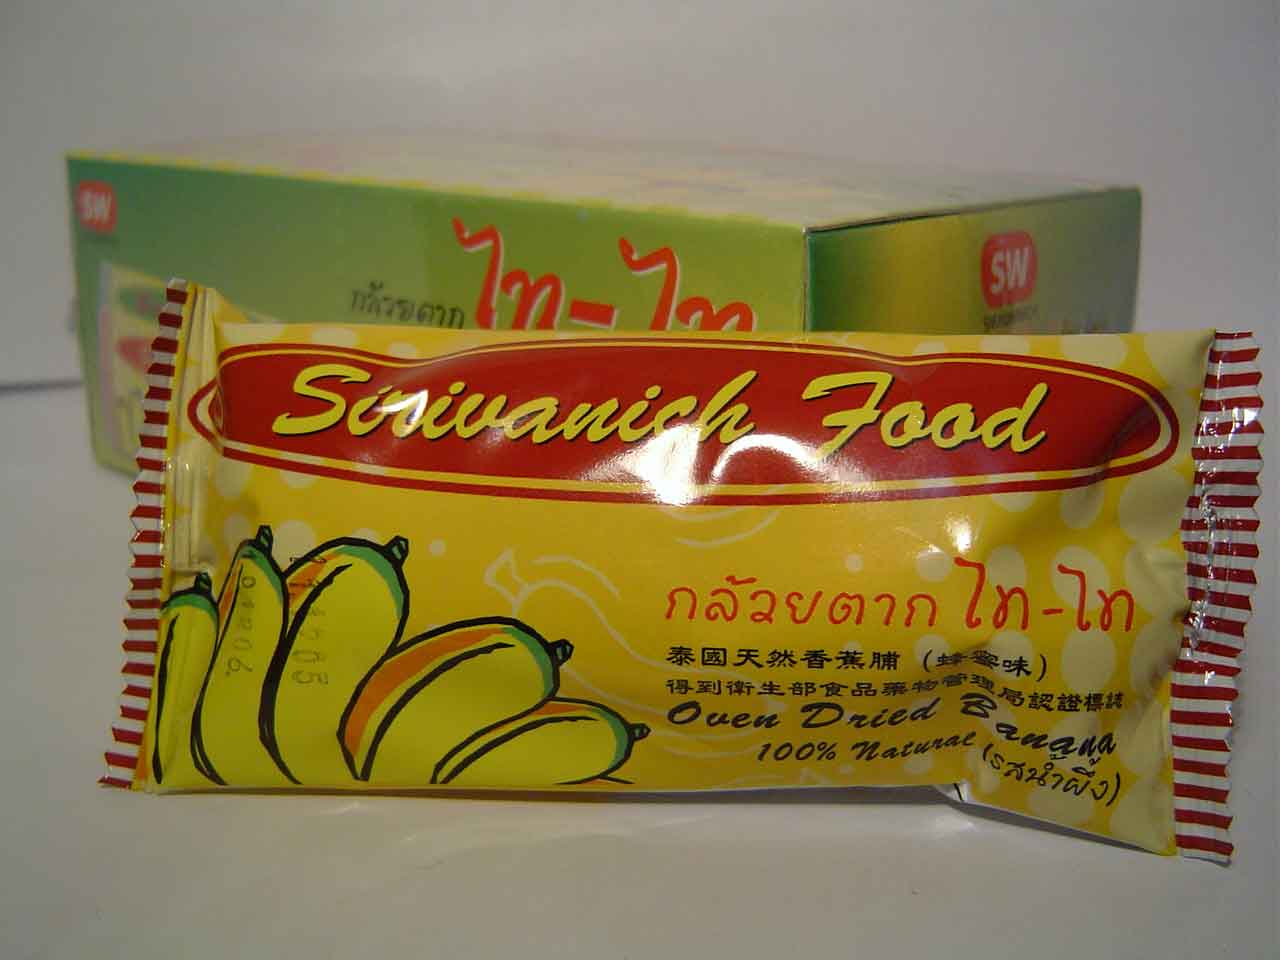 SW
SW
กล้วยตาก ไท-ไท
Sirivanich Food
กล้วยตาก ไท-ไท
泰國天然香蕉脯（蜂蜜味）
得到衛生部食品藥物管理局認證標誌
Oven Dried Banana
100% Natural (รสน้ำผึ้ง)